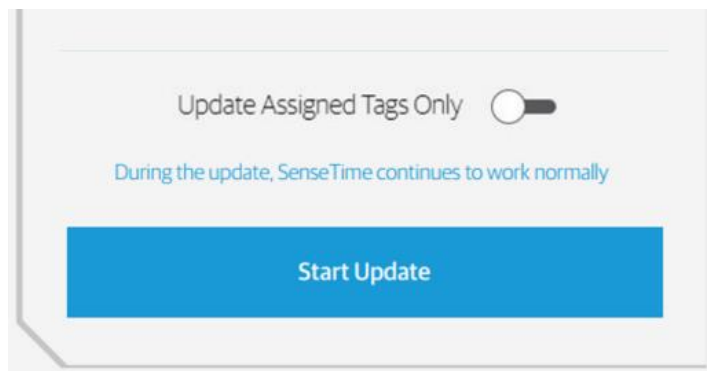 Update Assigned Tags Only
During the update, SenseTime continues to work normally
Start Update